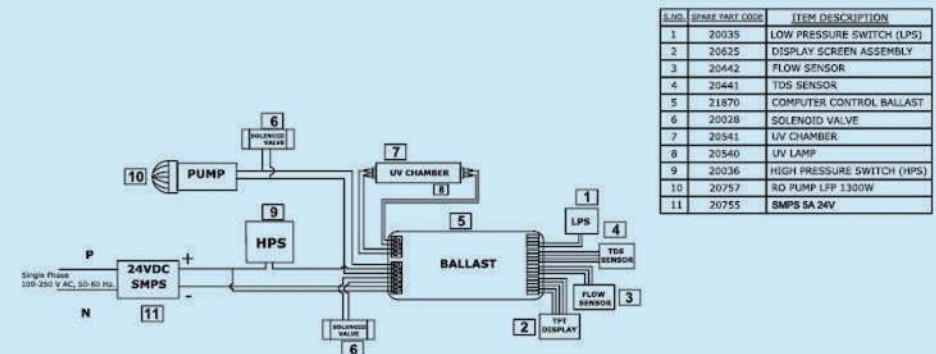 S.NO. SPARE PART CODE ITEM DESCRIPTION
1 20035 LOW PRESSURE SWITCH (LPS)
2 20625 DISPLAY SCREEN ASSEMBLY
3 20442 FLOW SENSOR
4 20441 TDS SENSOR
5 21870 COMPUTER CONTROL BALLAST
6 20028 SOLENOID VALVE
7 20541 UV CHAMBER
8 20540 UV LAMP
9 20036 HIGH PRESSURE SWITCH (HPS)
10 20757 RO PUMP LFP 1300W
11 20755 SMPS 5A 24V
6
SOLENOID
VALVE
7
10
PUMP
UV CHAMBER
8
9
HPS
5
BALLAST
1
LPS
4
TDS
SENSOR
P
Single Phase
100-250 V AC, 50-60 Hz.
N
24VDC
SMPS
+
-
11
FLOW
SENSOR
3
2
TFT
DISPLAY
SOLENOID
VALVE
6